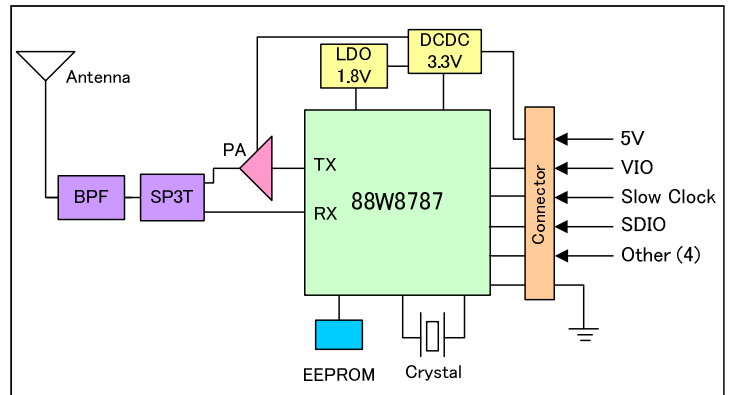 Antenna
LDO
1.8V
DCDC
3.3V
PA
BPF
SP3T
TX
RX
88W8787
Connector
5V
VIO
Slow Clock
SDIO
Other (4)
EEPROM
Crystal